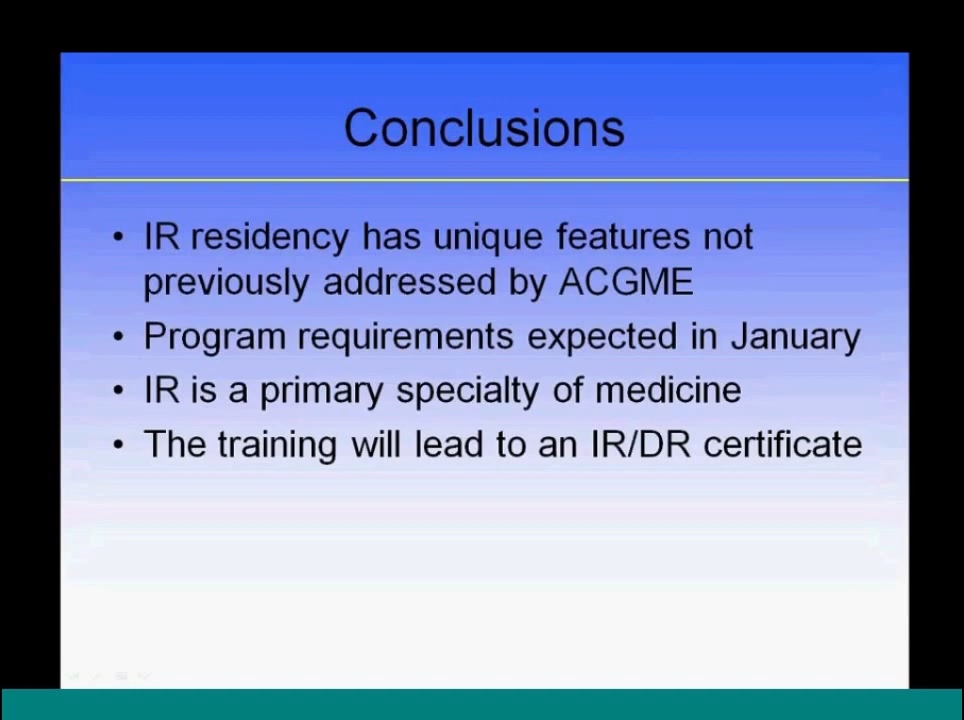 Conclusions
• IR residency has unique features not
previously addressed by ACGME
• Program requirements expected in January
• IR is a primary specialty of medicine
• The training will lead to an IR/DR certificate